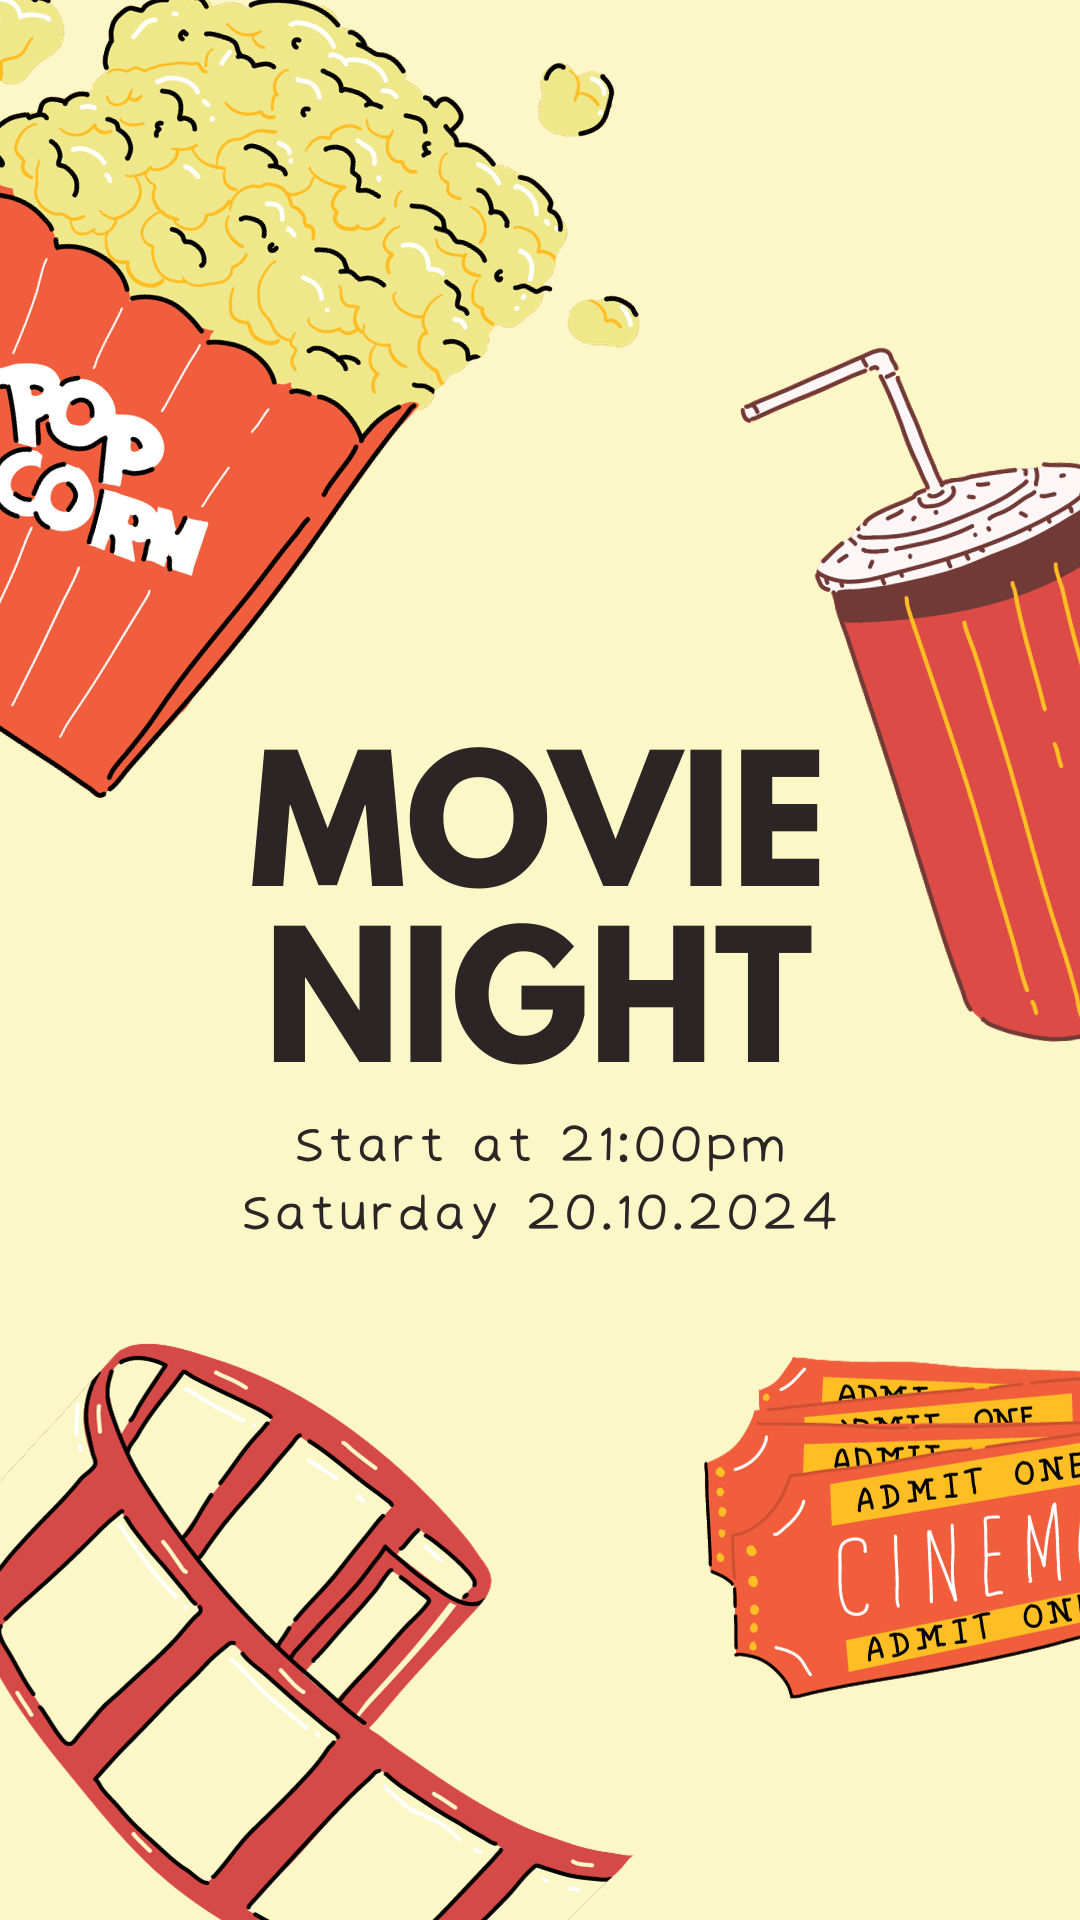 POP
CORN
MOVIE
NIGHT
Start at 21:00pm
Saturday 20.10.2024
ADMIT
ADMIT ONE
ADMIT
ADMIT ONE
CINEM
ADMIT ON